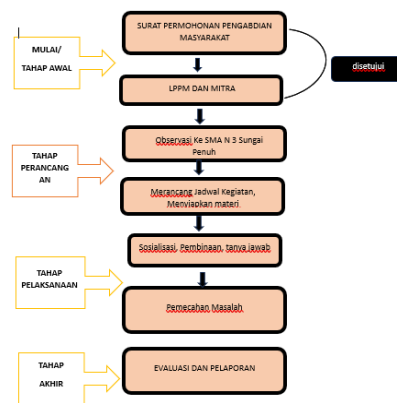 SURAT PERMOHONAN PENGABDIAN
MASYARAKAT
MULAI/
TAHAP AWAL
disetujui
LPPM DAN MITRA
Observasi Ke SMA N 3 Sungai
Penuh
TAHAP
PERANCANG
AN
Merancang Jadwal Kegiatan,
Menyiapkan materi
Sosialisasi, Pembinaan, tanya jawab
TAHAP
PELAKSANAAN
Pemecahan Masalah
TAHAP
AKHIR
EVALUASI DAN PELAPORAN